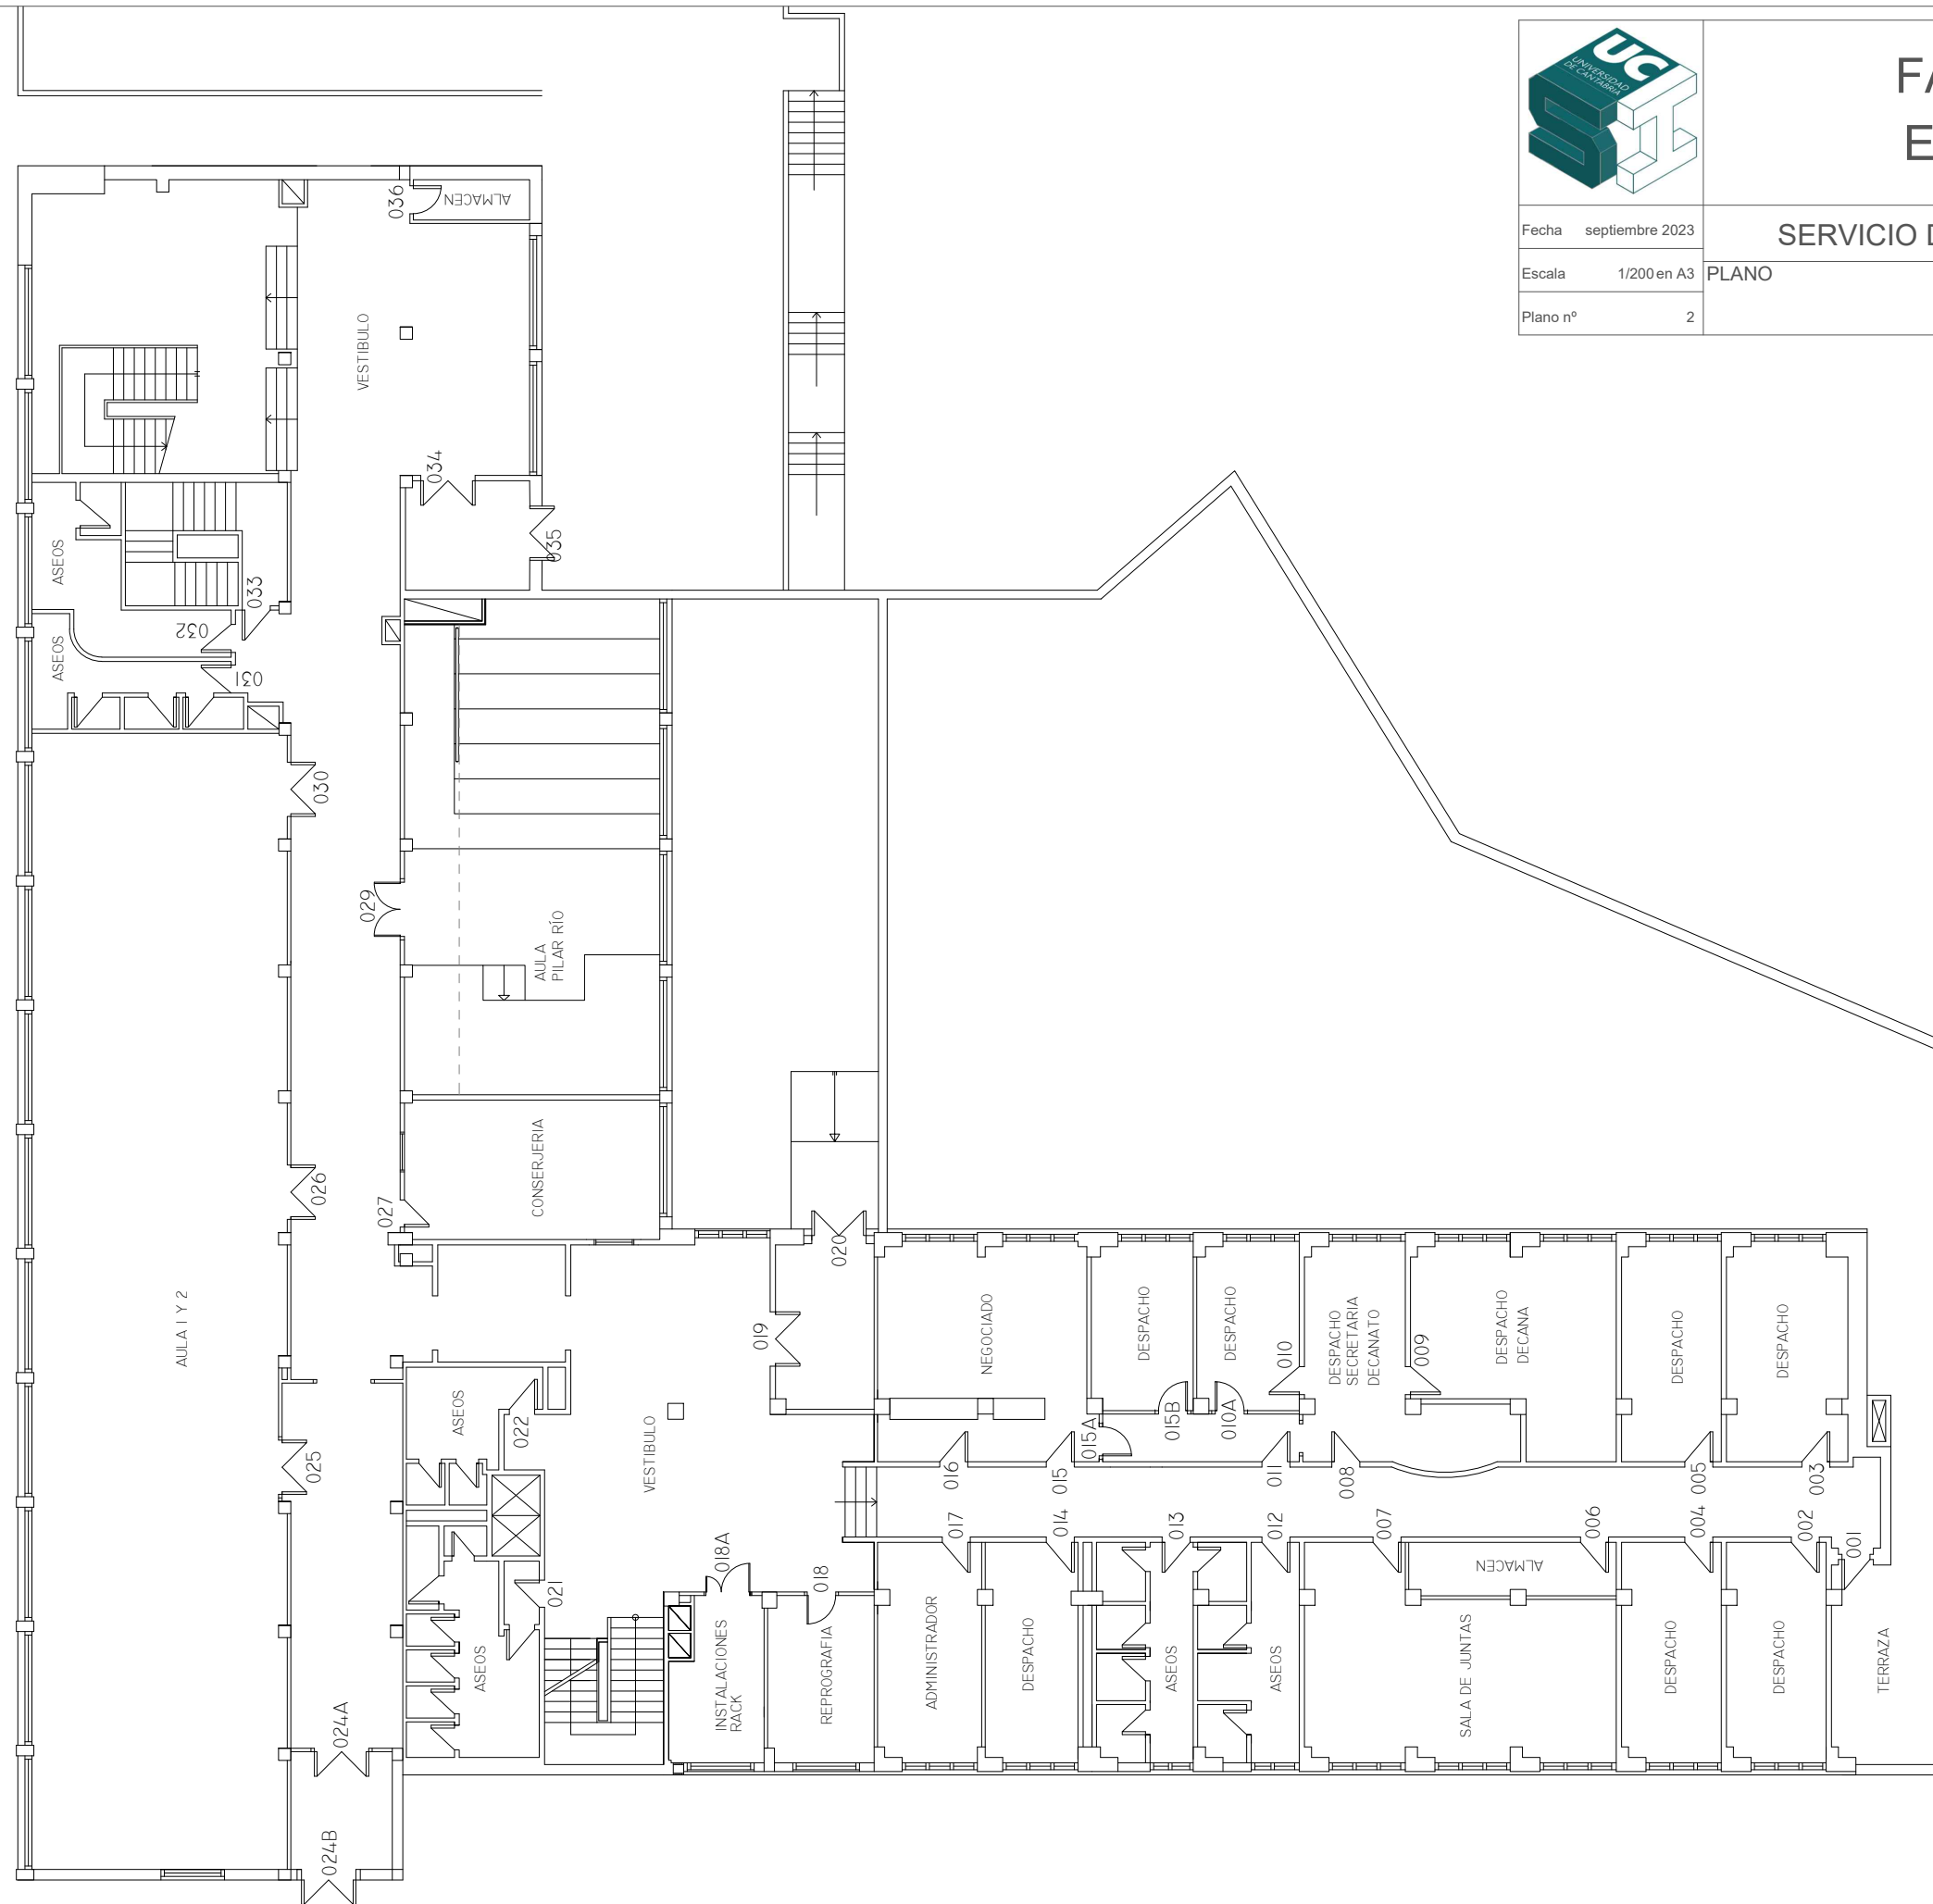 UC
UNIVERSIDAD
DE CANTABRIA
FA
E
Fecha septiembre 2023
SERVICIO D
Escala 1/200 en A3
PLANO
Plano nº 2
036
ALMACEN
VESTIBULO
034
035
ASEOS
033
032
ASEOS
031
030
029
AULA
PILAR RÍO
026
027
CONSERJERIA
AULA 1 Y 2
020
019
NEGOCIADO
DESPACHO
DESPACHO
010
DESPACHO
SECRETARIA
DECANATO
009
DESPACHO
DECANA
DESPACHO
DESPACHO
ASEOS
022
VESTIBULO
015A
015B
010A
025
016
015
011
008
005
003
017
014
013
012
007
006
004
002
001
018A
018
021
ALMACEN
ASEOS
INSTALACIONES
RACK
REPROGRAFIA
ADMINISTRADOR
DESPACHO
ASEOS
ASEOS
SALA DE JUNTAS
DESPACHO
DESPACHO
TERRAZA
024A
024B